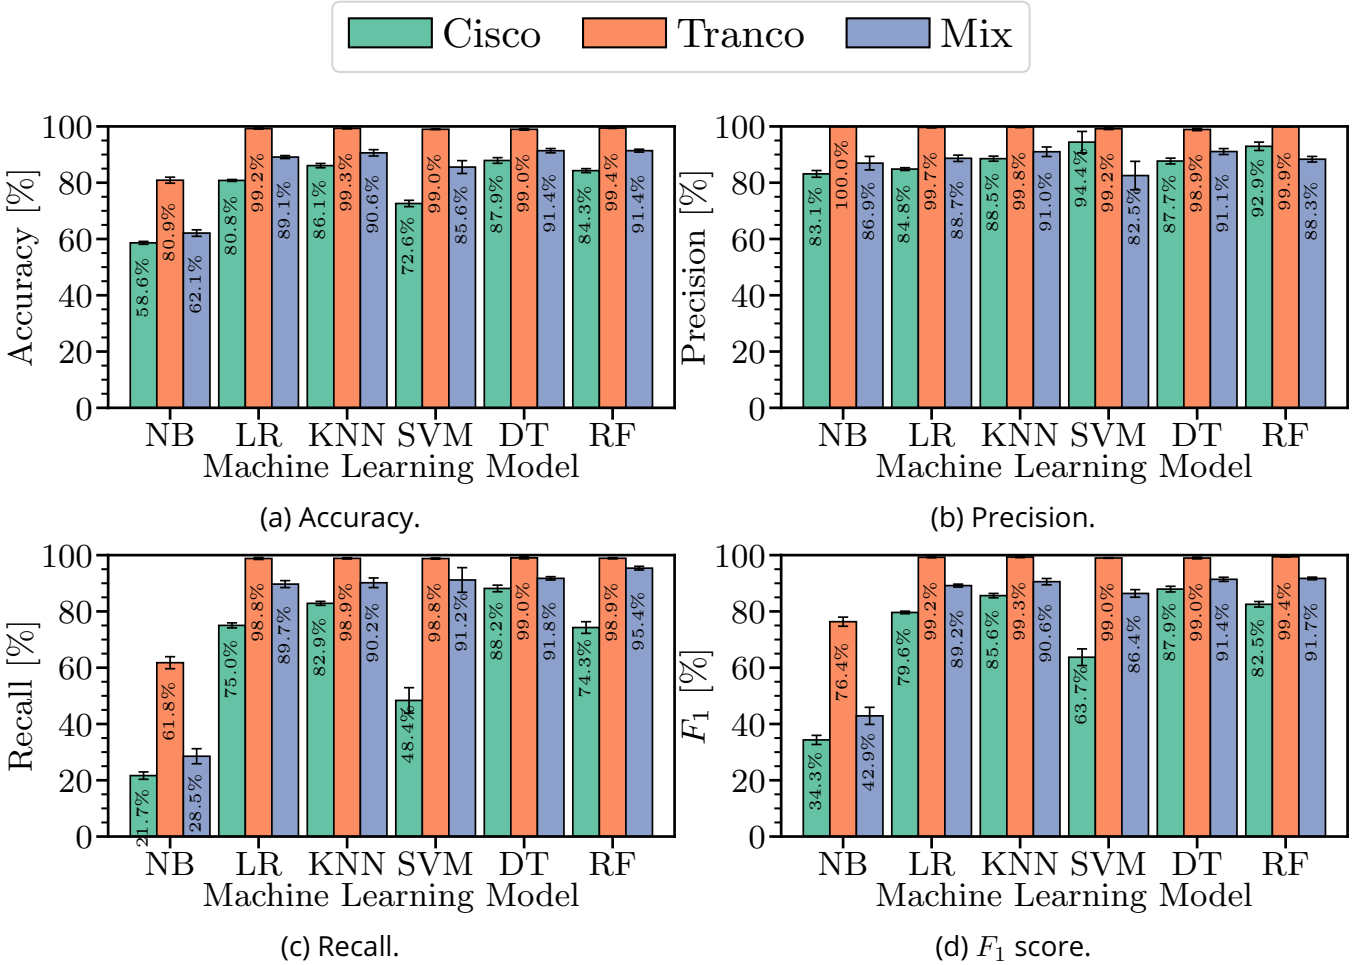 Cisco Tranco Mix
Accuracy [%]
100
80
60
40
20
0
58.6% 80.9% 62.1% 80.8% 99.2% 89.1% 86.1% 99.3% 90.6% 72.6% 99.0% 85.6% 87.9% 99.0% 91.4% 84.3% 99.4% 91.4%
NB LR KNN SVM DT RF
Machine Learning Model
(a) Accuracy.
Precision [%]
100
80
60
40
20
0
83.1% 100.0% 86.9% 84.8% 99.7% 88.7% 88.5% 99.8% 91.0% 94.4% 99.2% 82.5% 87.7% 98.9% 91.1% 92.9% 99.9% 88.3%
NB LR KNN SVM DT RF
Machine Learning Model
(b) Precision.
Recall [%]
100
80
60
40
20
0
21.7% 61.8% 28.5% 75.0% 98.8% 89.7% 82.9% 98.9% 90.2% 48.4% 98.8% 91.2% 88.2% 99.0% 91.8% 74.3% 98.9% 95.4%
NB LR KNN SVM DT RF
Machine Learning Model
(c) Recall.
F1 [%]
100
80
60
40
20
0
34.3% 76.4% 42.9% 79.6% 99.2% 89.2% 85.6% 99.3% 90.6% 63.7% 99.0% 86.4% 87.9% 99.0% 91.4% 82.5% 99.4% 91.7%
NB LR KNN SVM DT RF
Machine Learning Model
(d) F1 score.